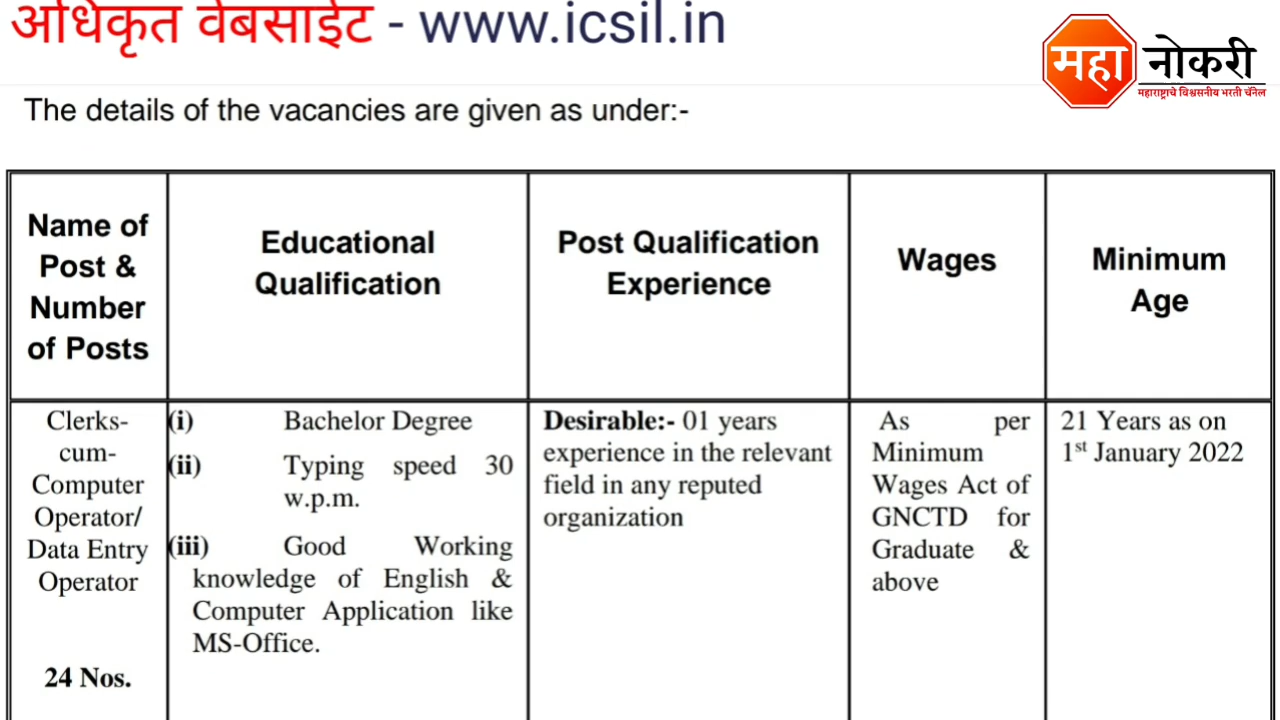 अधिकृत वेबसाईट - www.icsil.in
महा नोकरी
महाराष्ट्राचे विश्वसनीय भरती चॅनेल
The details of the vacancies are given as under:-
Name of
Post &
Number
of Posts
Educational
Qualification
Post Qualification
Experience
Wages
Minimum
Age
Clerks-
cum-
Computer
Operator/
Data Entry
Operator
24 Nos.
(i) Bachelor Degree
(ii) Typing speed 30
w.p.m.
(iii) Good Working
knowledge of English &
Computer Application like
MS-Office.
Desirable:- 01 years
experience in the relevant
field in any reputed
organization
As per
Minimum
Wages Act of
GNCTD for
Graduate &
above
21 Years as on
1st January 2022